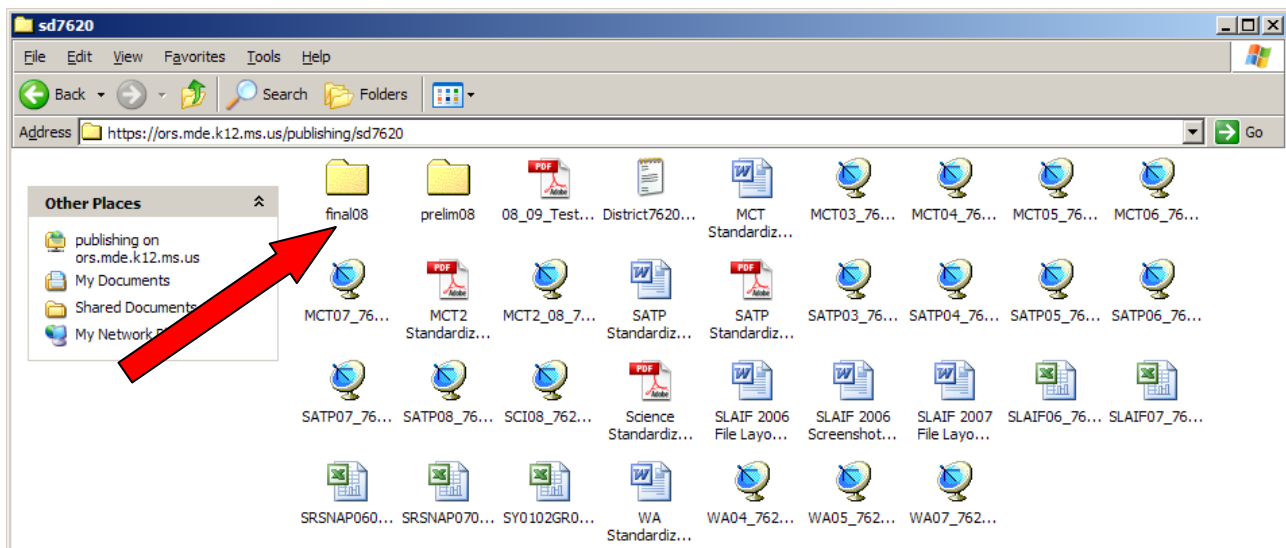 sd7620
File Edit View Favorites Tools Help
Back Search Folders
Address https://ors.mde.k12.ms.us/publishing/sd7620 Go
Other Places
publishing on
ors.mde.k12.ms.us
My Documents
Shared Documents
My Network
final08 prelim08 08_09_Test... District7620... MCT
Standardiz... MCT03_76... MCT04_76... MCT05_76... MCT06_76...
MCT07_76... MCT2
Standardiz... MCT2_08_7... SATP
Standardiz... SATP
Standardiz... SATP03_76... SATP04_76... SATP05_76... SATP06_76...
SATP07_76... SATP08_76... SCI08_762... Science
Standardiz... SLAIF 2006
File Layo... SLAIF 2006
Screenshot... SLAIF 2007
File Layo... SLAIF06_76... SLAIF07_76...
SRSNAP060... SRSNAP070... SY0102GR0... WA
Standardiz... WA04_762... WA05_762... WA07_762...